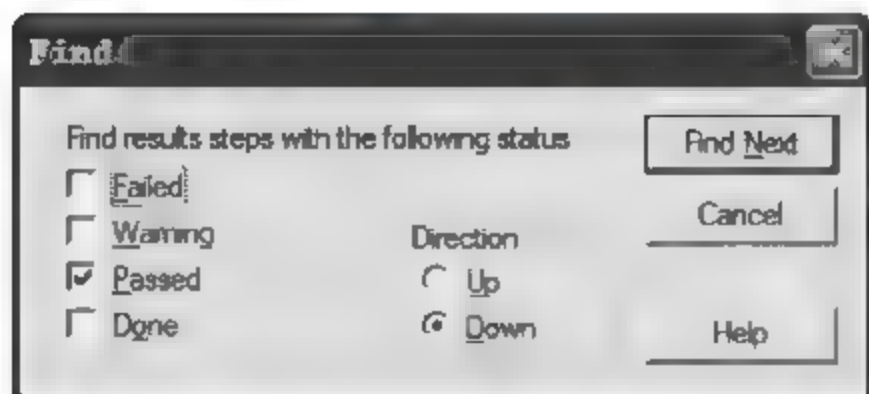 Find
Find results steps with the following status
Failed
Warning
Passed
Done
Direction
Up
Down
Find Next
Cancel
Help